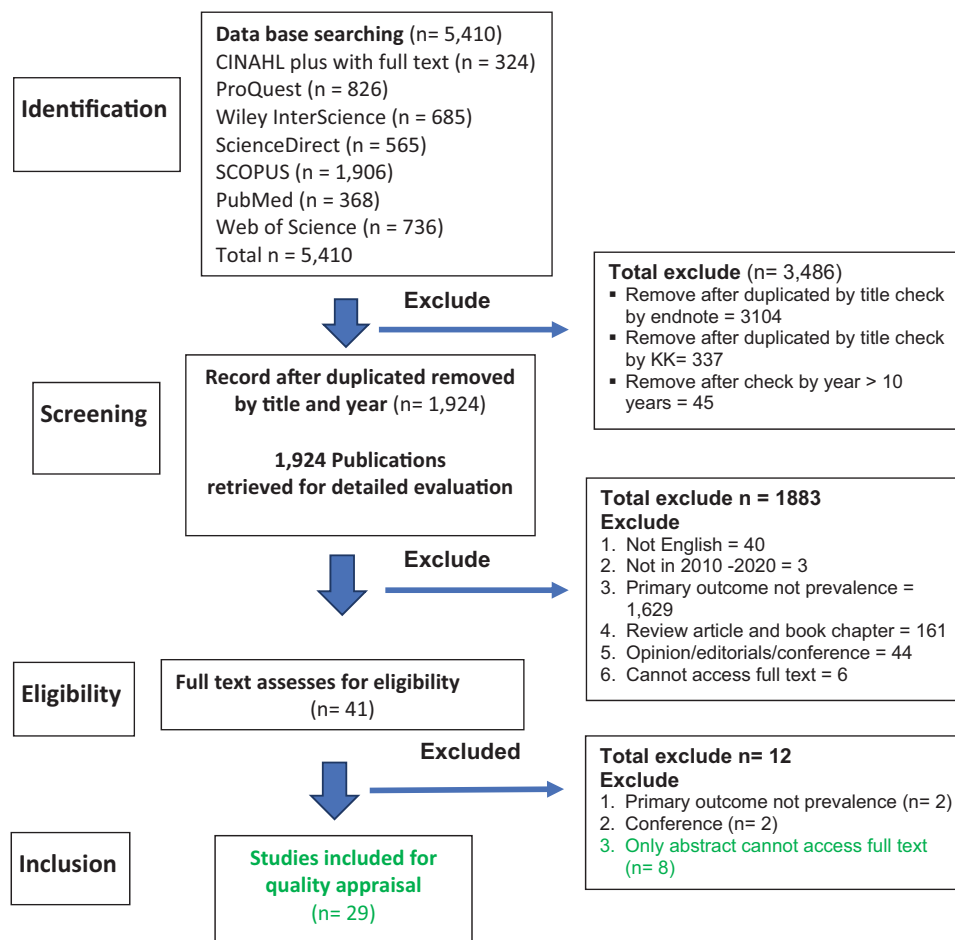 Identification
Data base searching (n= 5,410)
CINAHL plus with full text (n = 324)
ProQuest (n = 826)
Wiley InterScience (n = 685)
ScienceDirect (n = 565)
SCOPUS (n = 1,906)
PubMed (n = 368)
Web of Science (n = 736)
Total n = 5,410
Exclude
Total exclude (n= 3,486)
▪ Remove after duplicated by title check
by endnote = 3104
▪ Remove after duplicated by title check
by KK= 337
▪ Remove after check by year > 10
years = 45
Screening
Record after duplicated removed
by title and year (n= 1,924)
1,924 Publications
retrieved for detailed evaluation
Exclude
Total exclude n = 1883
Exclude
1. Not English = 40
2. Not in 2010 -2020 = 3
3. Primary outcome not prevalence =
1,629
4. Review article and book chapter = 161
5. Opinion/editorials/conference = 44
6. Cannot access full text = 6
Eligibility
Full text assesses for eligibility
(n= 41)
Excluded
Total exclude n= 12
Exclude
1. Primary outcome not prevalence (n= 2)
2. Conference (n= 2)
3. Only abstract cannot access full text
(n= 8)
Inclusion
Studies included for
quality appraisal
(n= 29)